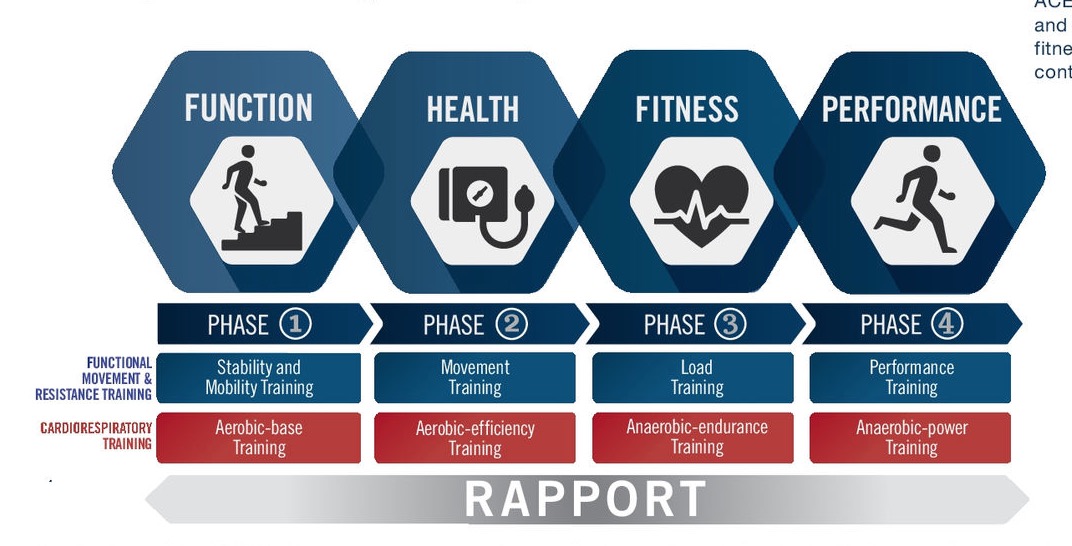 ACE
and
fitne
cont
FUNCTION
HEALTH
FITNESS
PERFORMANCE
PHASE 1
PHASE 2
PHASE 3
PHASE 4
FUNCTIONAL
MOVEMENT &
RESISTANCE TRAINING
Stability and
Mobility Training
Movement
Training
Load
Training
Performance
Training
CARDIORESPIRATORY
TRAINING
Aerobic-base
Training
Aerobic-efficiency
Training
Anaerobic-endurance
Training
Anaerobic-power
Training
RAPPORT